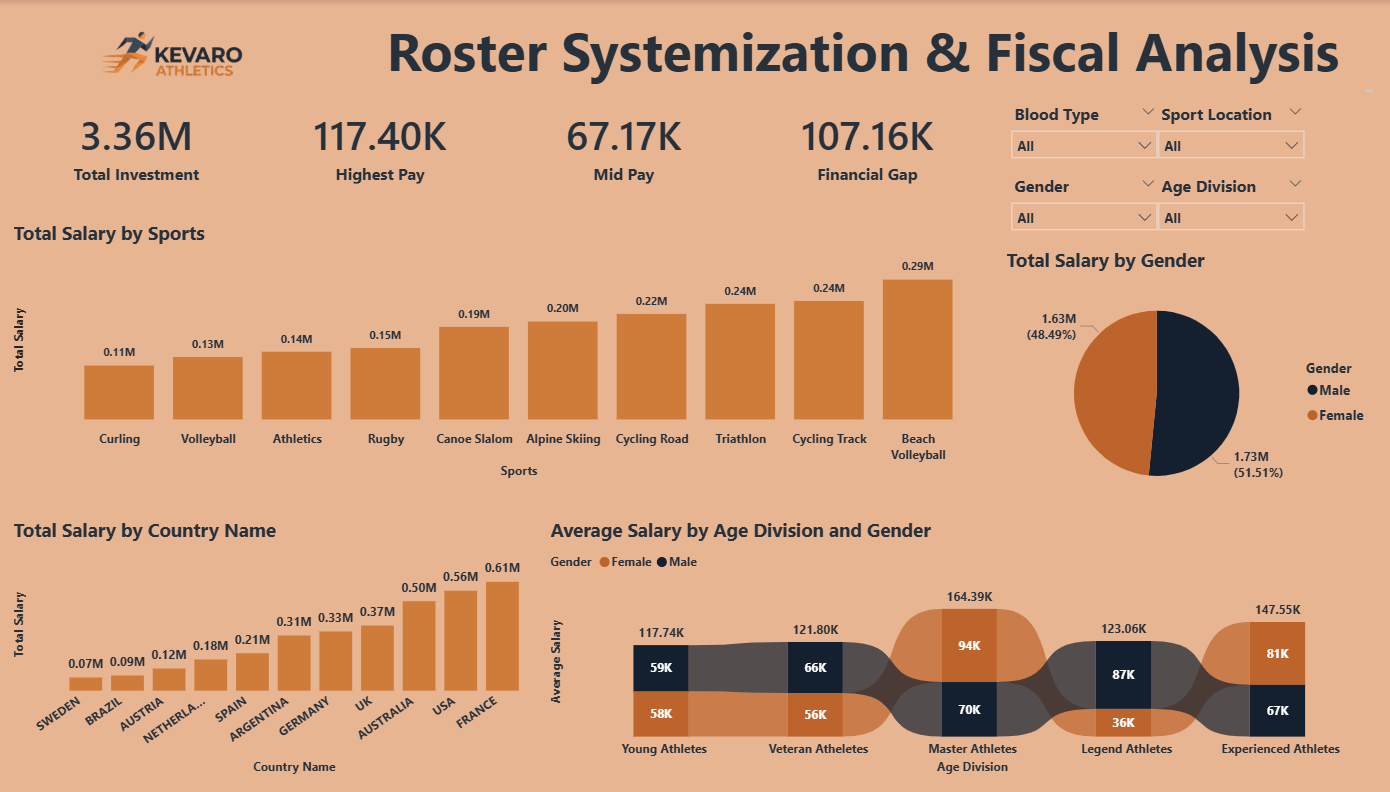 KEVARO
ATHLETICS
Roster Systemization & Fiscal Analysis
3.36M
Total Investment
117.40K
Highest Pay
67.17K
Mid Pay
107.16K
Financial Gap
Blood Type
All
Sport Location
All
Gender
All
Age Division
All
Total Salary by Sports
Total Salary
0.11M
0.13M
0.14M
0.15M
0.19M
0.20M
0.22M
0.24M
0.24M
0.29M
Curling
Volleyball
Athletics
Rugby
Canoe Slalom
Alpine Skiing
Cycling Road
Triathlon
Cycling Track
Beach
Volleyball
Sports
Total Salary by Gender
1.63M
(48.49%)
1.73M
(51.51%)
Gender
Male
Female
Total Salary by Country Name
Total Salary
0.07M
0.09M
0.12M
0.18M
0.21M
0.31M
0.33M
0.37M
0.50M
0.56M
0.61M
SWEDEN
BRAZIL
AUSTRIA
NETHERLA...
SPAIN
ARGENTINA
GERMANY
UK
AUSTRALIA
USA
FRANCE
Country Name
Average Salary by Age Division and Gender
Gender Female Male
Average Salary
117.74K
59K
58K
121.80K
66K
56K
164.39K
94K
70K
123.06K
87K
36K
147.55K
81K
67K
Young Athletes
Veteran Atheletes
Master Athletes
Legend Athletes
Experienced Athletes
Age Division